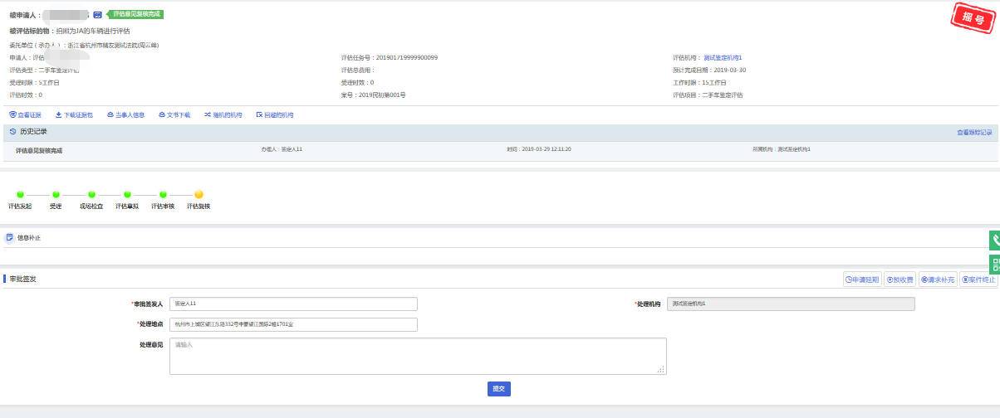 被申请人： 评估意见复核完成
摇号
被评估标的物：拍照为JA的车辆进行评估
委托单位（承办人）：浙江省杭州市精友测试法院(周云峰)
申请人：评估 评估任务号：201901719999900099 评估机构： 测试鉴定机构1
评估类型：二手车鉴定评估 评估总费用： 预计完成日期：2019-03-30
受理时限：5工作日 受理时效：0 工作时限：15工作日
评估时效：0 案号：2019民初第001号 评估项目：二手车鉴定评估
查看证据 下载证据包 当事人信息 文书下载 随机的机构 回避的机构
历史记录 查看跟踪记录
评估意见复核完成 办理人：鉴定人11 时间：2019-03-29 12:11:20 所属机构：测试鉴定机构1
评估发起 受理 现场检查 评估草拟 评估审核 评估复核
信息补正
审批签发 申请延期 预收费 请求补充 案件终止
*审批签发人 鉴定人11 *处理机构 测试鉴定机构1
*处理地点 杭州市上城区望江东路332号中豪望江国际2幢1701室
处理意见 请输入
提交